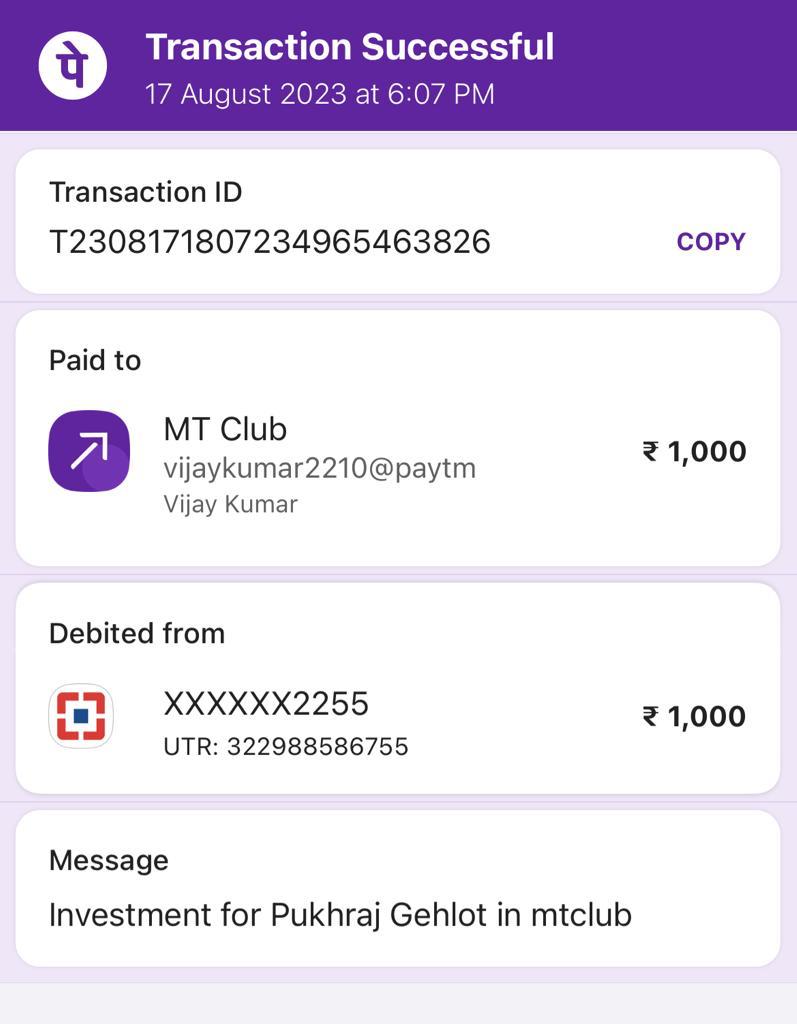 पे
Transaction Successful
17 August 2023 at 6:07 PM
Transaction ID
T2308171807234965463826
COPY
Paid to
MT Club
₹ 1,000
vijaykumar2210@paytm
Vijay Kumar
Debited from
XXXXXX2255
₹ 1,000
UTR: 322988586755
Message
Investment for Pukhraj Gehlot in mtclub